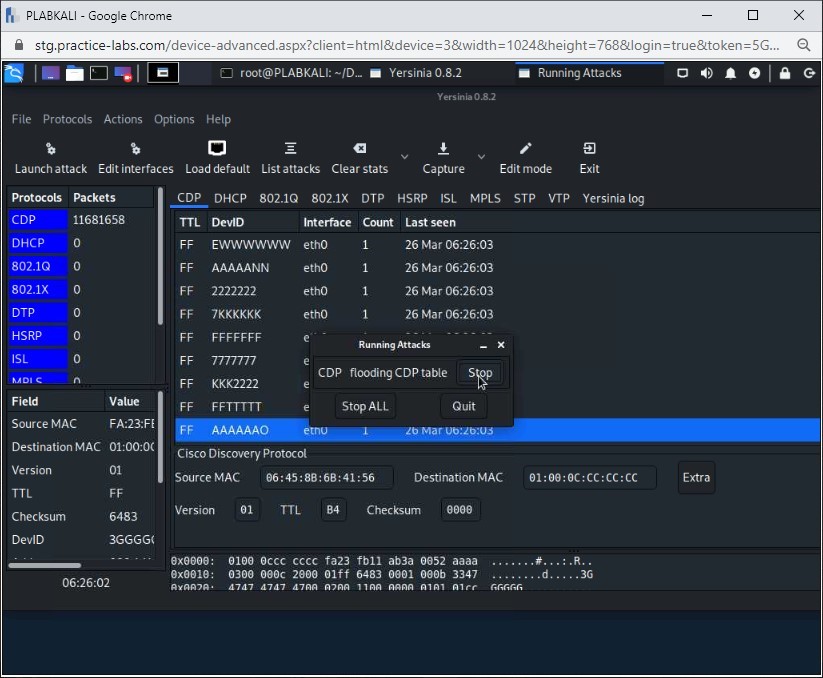 PLABKALI - Google Chrome
stg.practice-labs.com/device-advanced.aspx?client=html&device=3&width=1024&height=768&login=true&token=5G...
root@PLABKALI: ~/D... Yersinia 0.8.2 Running Attacks
Yersinia 0.8.2
File Protocols Actions Options Help
Launch attack Edit interfaces Load default List attacks Clear stats Capture Edit mode Exit
Protocols Packets
CDP 11681658
DHCP 0
802.1Q 0
802.1X 0
DTP 0
HSRP 0
ISL 0
MPLS 0
CDP DHCP 802.1Q 802.1X DTP HSRP ISL MPLS STP VTP Yersinia log
TTL DevID Interface Count Last seen
FF EWWWWWW eth0 1 26 Mar 06:26:03
FF AAAAANN eth0 1 26 Mar 06:26:03
FF 2222222 eth0 1 26 Mar 06:26:03
FF 7KKKKKK eth0 1 26 Mar 06:26:03
FF FFFFFFF
FF 7777777 e
FF KKK2222 e
FF FFTTTTT e
FF AAAAAAO eth0 1 26 Mar 06:26:03
Running Attacks
CDP flooding CDP table Stop
Stop ALL Quit
Field Value
Source MAC FA:23:FE
Destination MAC 01:00:0C
Version 01
TTL FF
Checksum 6483
DevID 3GGGGG
06:26:02
Cisco Discovery Protocol
Source MAC 06:45:8B:6B:41:56 Destination MAC 01:00:0C:CC:CC:CC Extra
Version 01 TTL B4 Checksum 0000
0x0000: 0100 0ccc cccc fa23 fb11 ab3a 0052 aaaa .......#...:.R..
0x0010: 0300 000c 2000 01ff 6483 0001 000b 3347 ........d.....3G
0x0020: 4747 4747 4700 0200 1100 0000 0101 01cc GGGGG